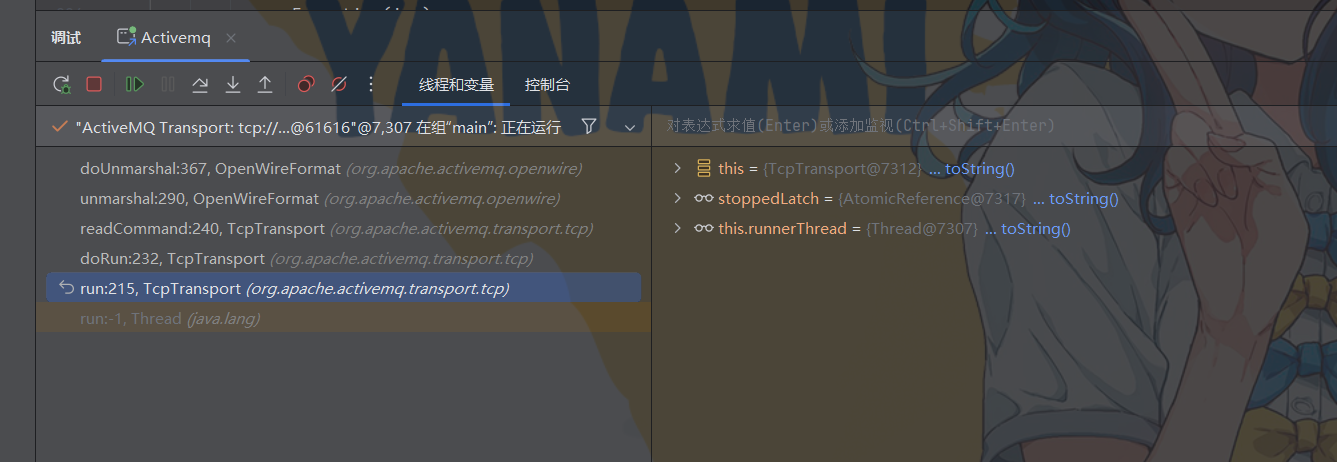 调试
Activemq
YANAMI
线程和变量
控制台
"ActiveMQ Transport: tcp://...@61616"@7,307 在组"main": 正在运行
对表达式求值(Enter)或添加监视(Ctrl+Shift+Enter)
doUnmarshal:367, OpenWireFormat (org.apache.activemq.openwire)
this = {TcpTransport@7312} ... toString()
unmarshal:290, OpenWireFormat (org.apache.activemq.openwire)
stoppedLatch = {AtomicReference@7317} ... toString()
readCommand:240, TcpTransport (org.apache.activemq.transport.tcp)
this.runnerThread = {Thread@7307} ... toString()
doRun:232, TcpTransport (org.apache.activemq.transport.tcp)
run:215, TcpTransport (org.apache.activemq.transport.tcp)
run:-1, Thread (java.lang)